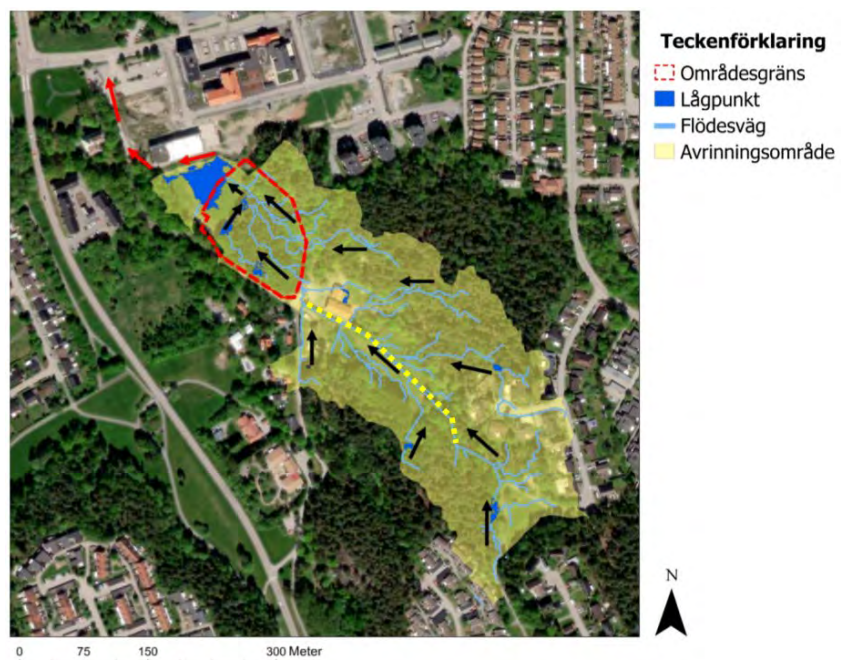 Teckenförklaring
Områdesgräns
Lågpunkt
Flödesväg
Avrinningsområde
N
0 75 150 300 Meter